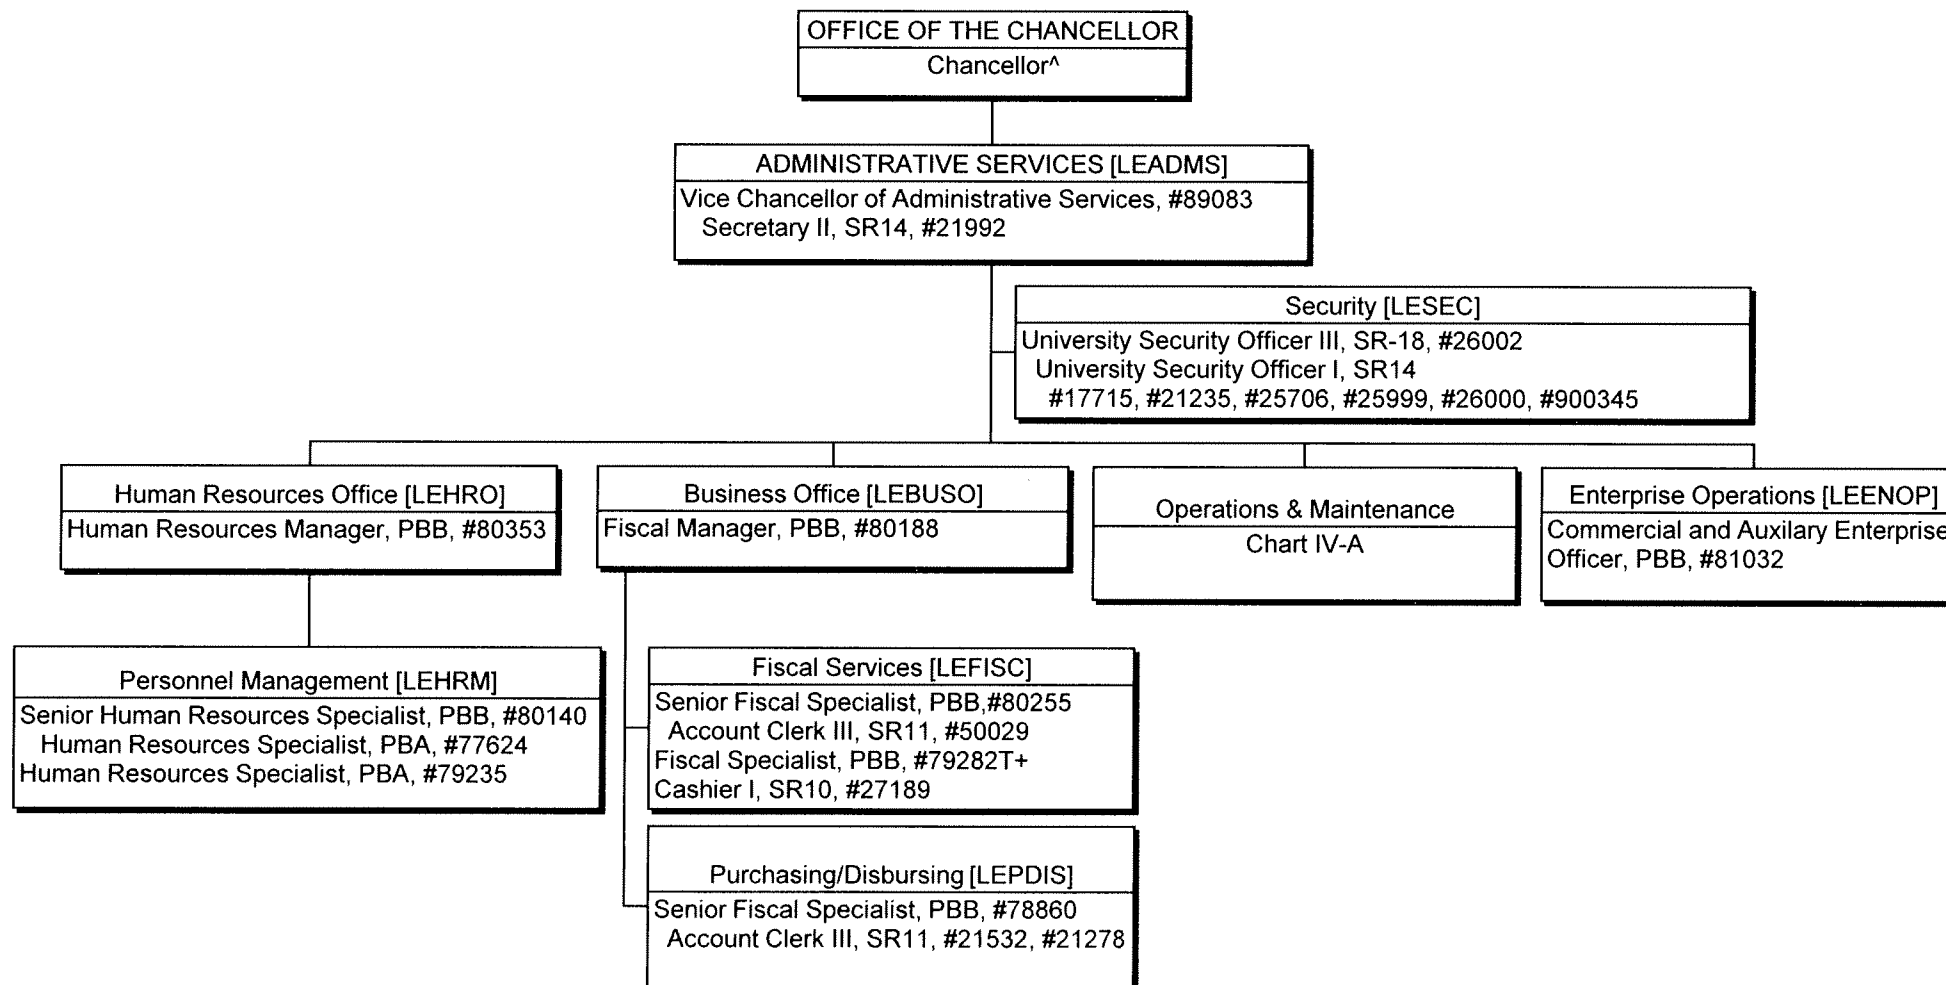 OFFICE OF THE CHANCELLOR
Chancellor^
ADMINISTRATIVE SERVICES [LEADMS]
Vice Chancellor of Administrative Services, #89083
Secretary II, SR14, #21992
Security [LESEC]
University Security Officer III, SR-18, #26002
University Security Officer I, SR14
#17715, #21235, #25706, #25999, #26000, #900345
Human Resources Office [LEHRO]
Human Resources Manager, PBB, #80353
Business Office [LEBUSO]
Fiscal Manager, PBB, #80188
Operations & Maintenance
Chart IV-A
Enterprise Operations [LEENOP]
Commercial and Auxilary Enterprise
Officer, PBB, #81032
Personnel Management [LEHRM]
Senior Human Resources Specialist, PBB, #80140
Human Resources Specialist, PBA, #77624
Human Resources Specialist, PBA, #79235
Fiscal Services [LEFISC]
Senior Fiscal Specialist, PBB,#80255
Account Clerk III, SR11, #50029
Fiscal Specialist, PBB, #79282T+
Cashier I, SR10, #27189
Purchasing/Disbursing [LEPDIS]
Senior Fiscal Specialist, PBB, #78860
Account Clerk III, SR11, #21532, #21278